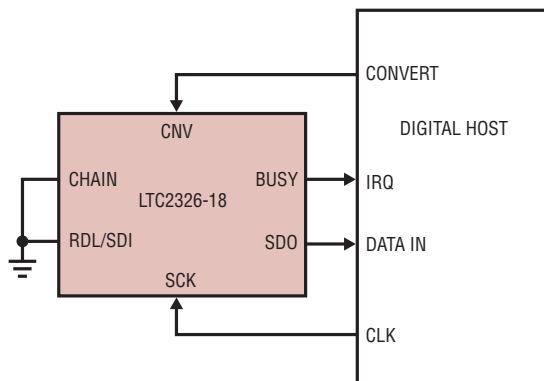 CONVERT
CNV
DIGITAL HOST
CHAIN
BUSY
IRQ
LTC2326-18
RDL/SDI
SDO
DATA IN
SCK
CLK